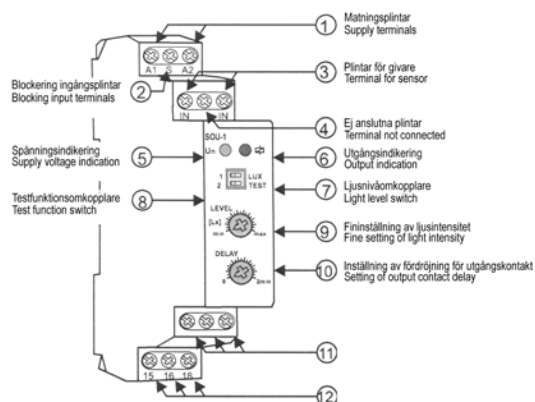 ① Matningsplintar
Supply terminals
A1 S A2
② Blockering ingångsplintar
Blocking input terminals
③ Plintar för givare
Terminal for sensor
IN IN
④ Ej anslutna plintar
Terminal not connected
SOU-1
Un
⑤ Spänningsindikering
Supply voltage indication
⑥ Utgångsindikering
Output indication
1 LUX
2 TEST
⑦ Ljusnivåomkopplare
Light level switch
⑧ Testfunktionsomkopplare
Test function switch
LEVEL
[Lx]
min max
⑨ Fininställning av ljusintensitet
Fine setting of light intensity
DELAY
0 2min
⑩ Inställning av fördröjning för utgångskontakt
Setting of output contact delay
⑪
15 16 18
⑫